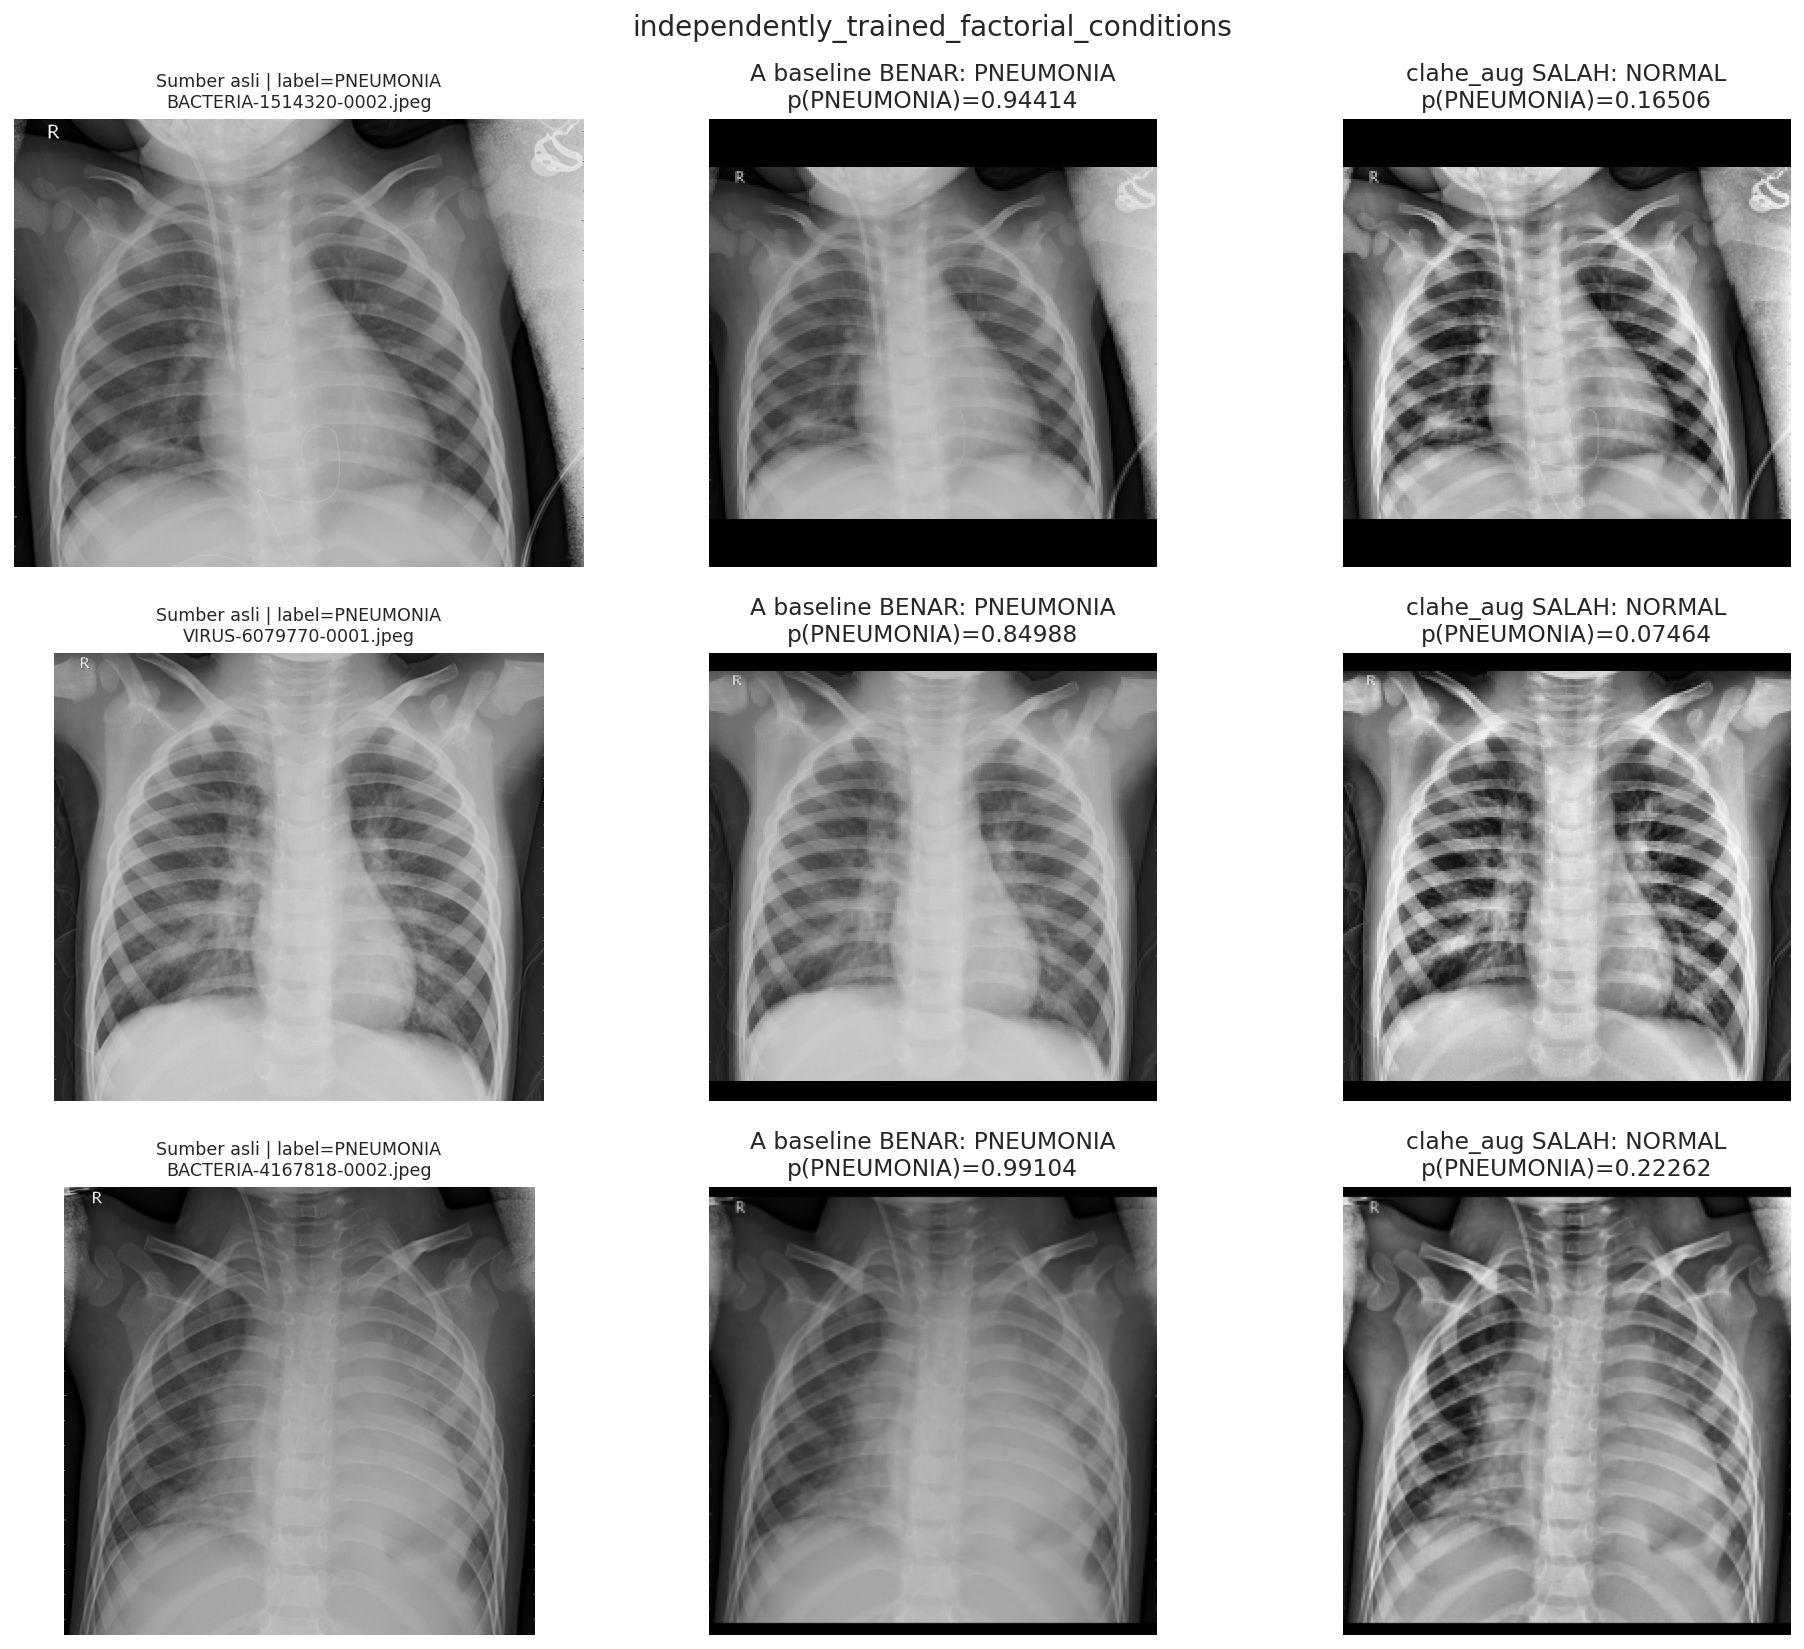 independently_trained_factorial_conditions
Sumber asli | label=PNEUMONIA
BACTERIA-1514320-0002.jpeg
A baseline BENAR: PNEUMONIA
p(PNEUMONIA)=0.94414
clahe_aug SALAH: NORMAL
p(PNEUMONIA)=0.16506
R
R
R
Sumber asli | label=PNEUMONIA
VIRUS-6079770-0001.jpeg
A baseline BENAR: PNEUMONIA
p(PNEUMONIA)=0.84988
clahe_aug SALAH: NORMAL
p(PNEUMONIA)=0.07464
R
R
R
Sumber asli | label=PNEUMONIA
BACTERIA-4167818-0002.jpeg
A baseline BENAR: PNEUMONIA
p(PNEUMONIA)=0.99104
clahe_aug SALAH: NORMAL
p(PNEUMONIA)=0.22262
R
R
R